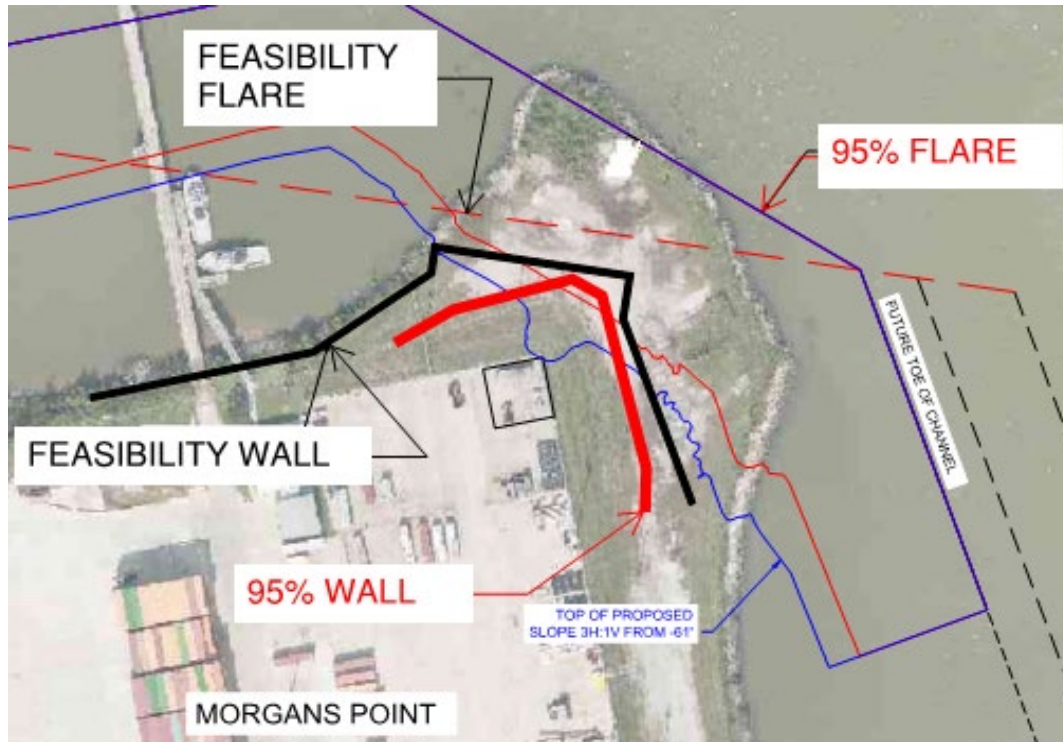 FEASIBILITY
FLARE
95% FLARE
FUTURE TOE OF CHANNEL
FEASIBILITY WALL
95% WALL
TOP OF PROPOSED
SLOPE 3H:1V FROM -61'
MORGANS POINT